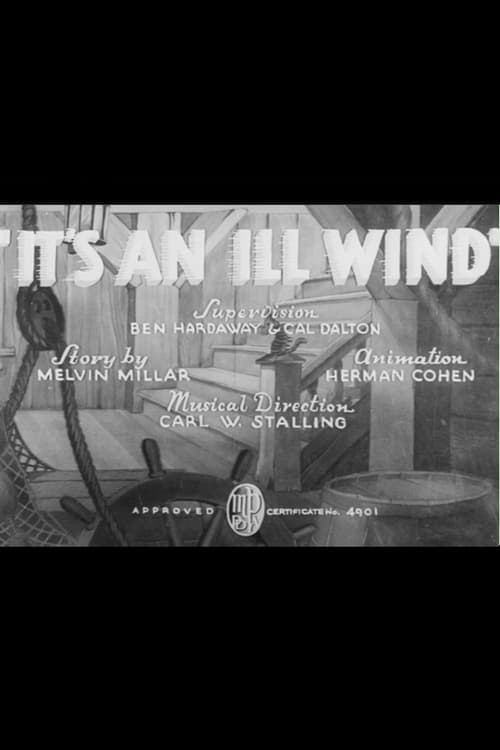 "IT'S AN ILL WIND"
Supervision
BEN HARDAWAY & CAL DALTON
Story by
MELVIN MILLAR
Animation
HERMAN COHEN
Musical Direction
CARL W. STALLING
APPROVED MPPDA CERTIFICATE No. 4901